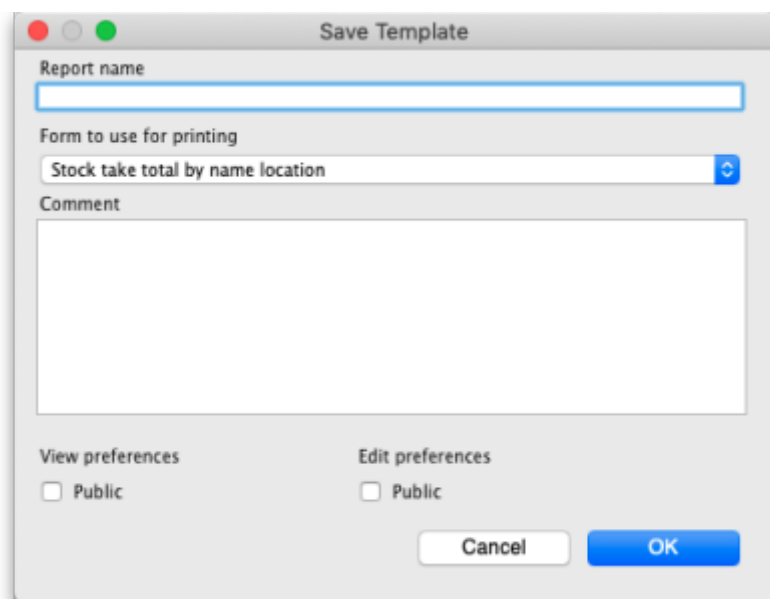 Save Template
Report name
Form to use for printing
Stock take total by name location
Comment
View preferences Edit preferences
Public Public
Cancel OK